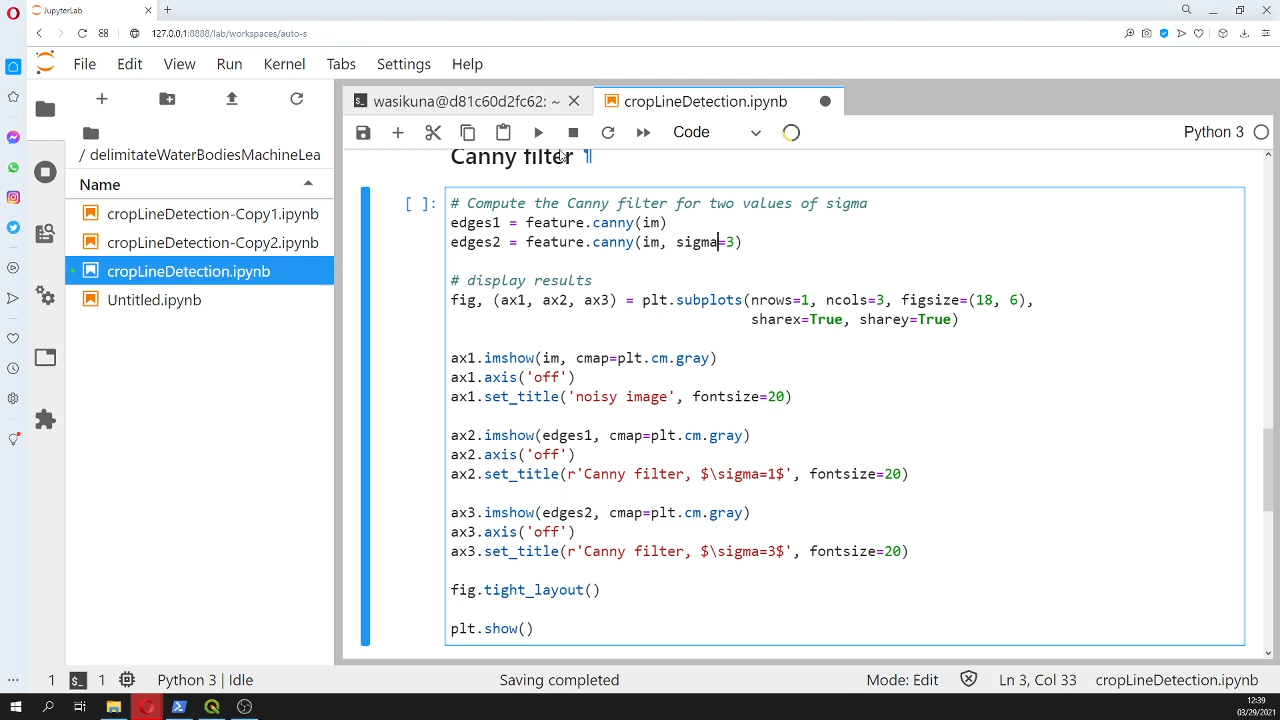 JupyterLab
127.0.0.1:8888/lab/workspaces/auto-s
File Edit View Run Kernel Tabs Settings Help
wasikuna@d81c60d2fc62: ~
cropLineDetection.ipynb
Code
Python 3
/ delimitateWaterBodiesMachineLea
Name
cropLineDetection-Copy1.ipynb
cropLineDetection-Copy2.ipynb
cropLineDetection.ipynb
Untitled.ipynb
Canny filter ¶
[ ]:
# Compute the Canny filter for two values of sigma
edges1 = feature.canny(im)
edges2 = feature.canny(im, sigma=3)
# display results
fig, (ax1, ax2, ax3) = plt.subplots(nrows=1, ncols=3, figsize=(18, 6),
sharex=True, sharey=True)
ax1.imshow(im, cmap=plt.cm.gray)
ax1.axis('off')
ax1.set_title('noisy image', fontsize=20)
ax2.imshow(edges1, cmap=plt.cm.gray)
ax2.axis('off')
ax2.set_title(r'Canny filter, $\sigma=1$', fontsize=20)
ax3.imshow(edges2, cmap=plt.cm.gray)
ax3.axis('off')
ax3.set_title(r'Canny filter, $\sigma=3$', fontsize=20)
fig.tight_layout()
plt.show()
1 1 Python 3 | Idle
Saving completed
Mode: Edit
Ln 3, Col 33
cropLineDetection.ipynb
12:39
03/29/2021